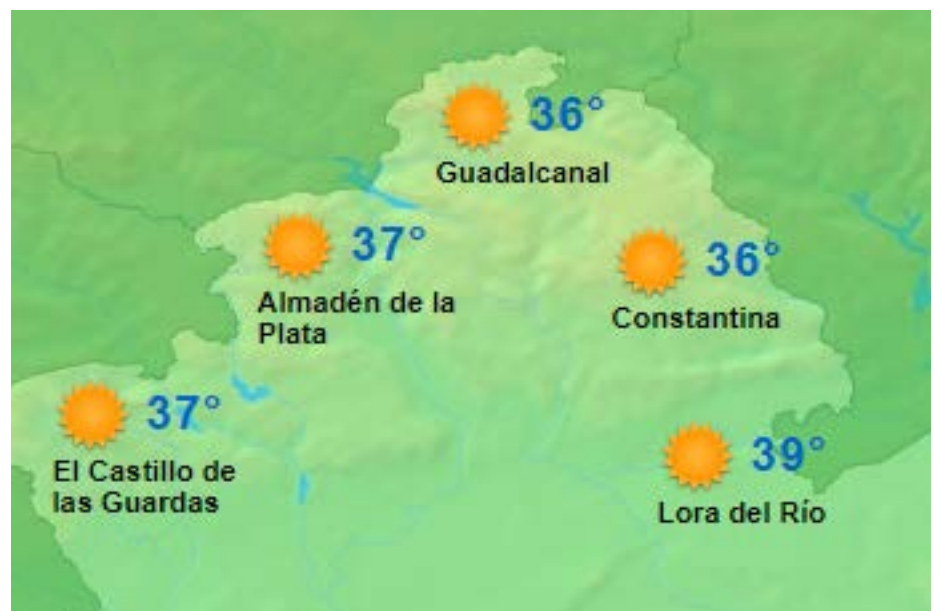 36°
Guadalcanal
37°
Almadén de la
Plata
36°
Constantina
37°
El Castillo de
las Guardas
39°
Lora del Río